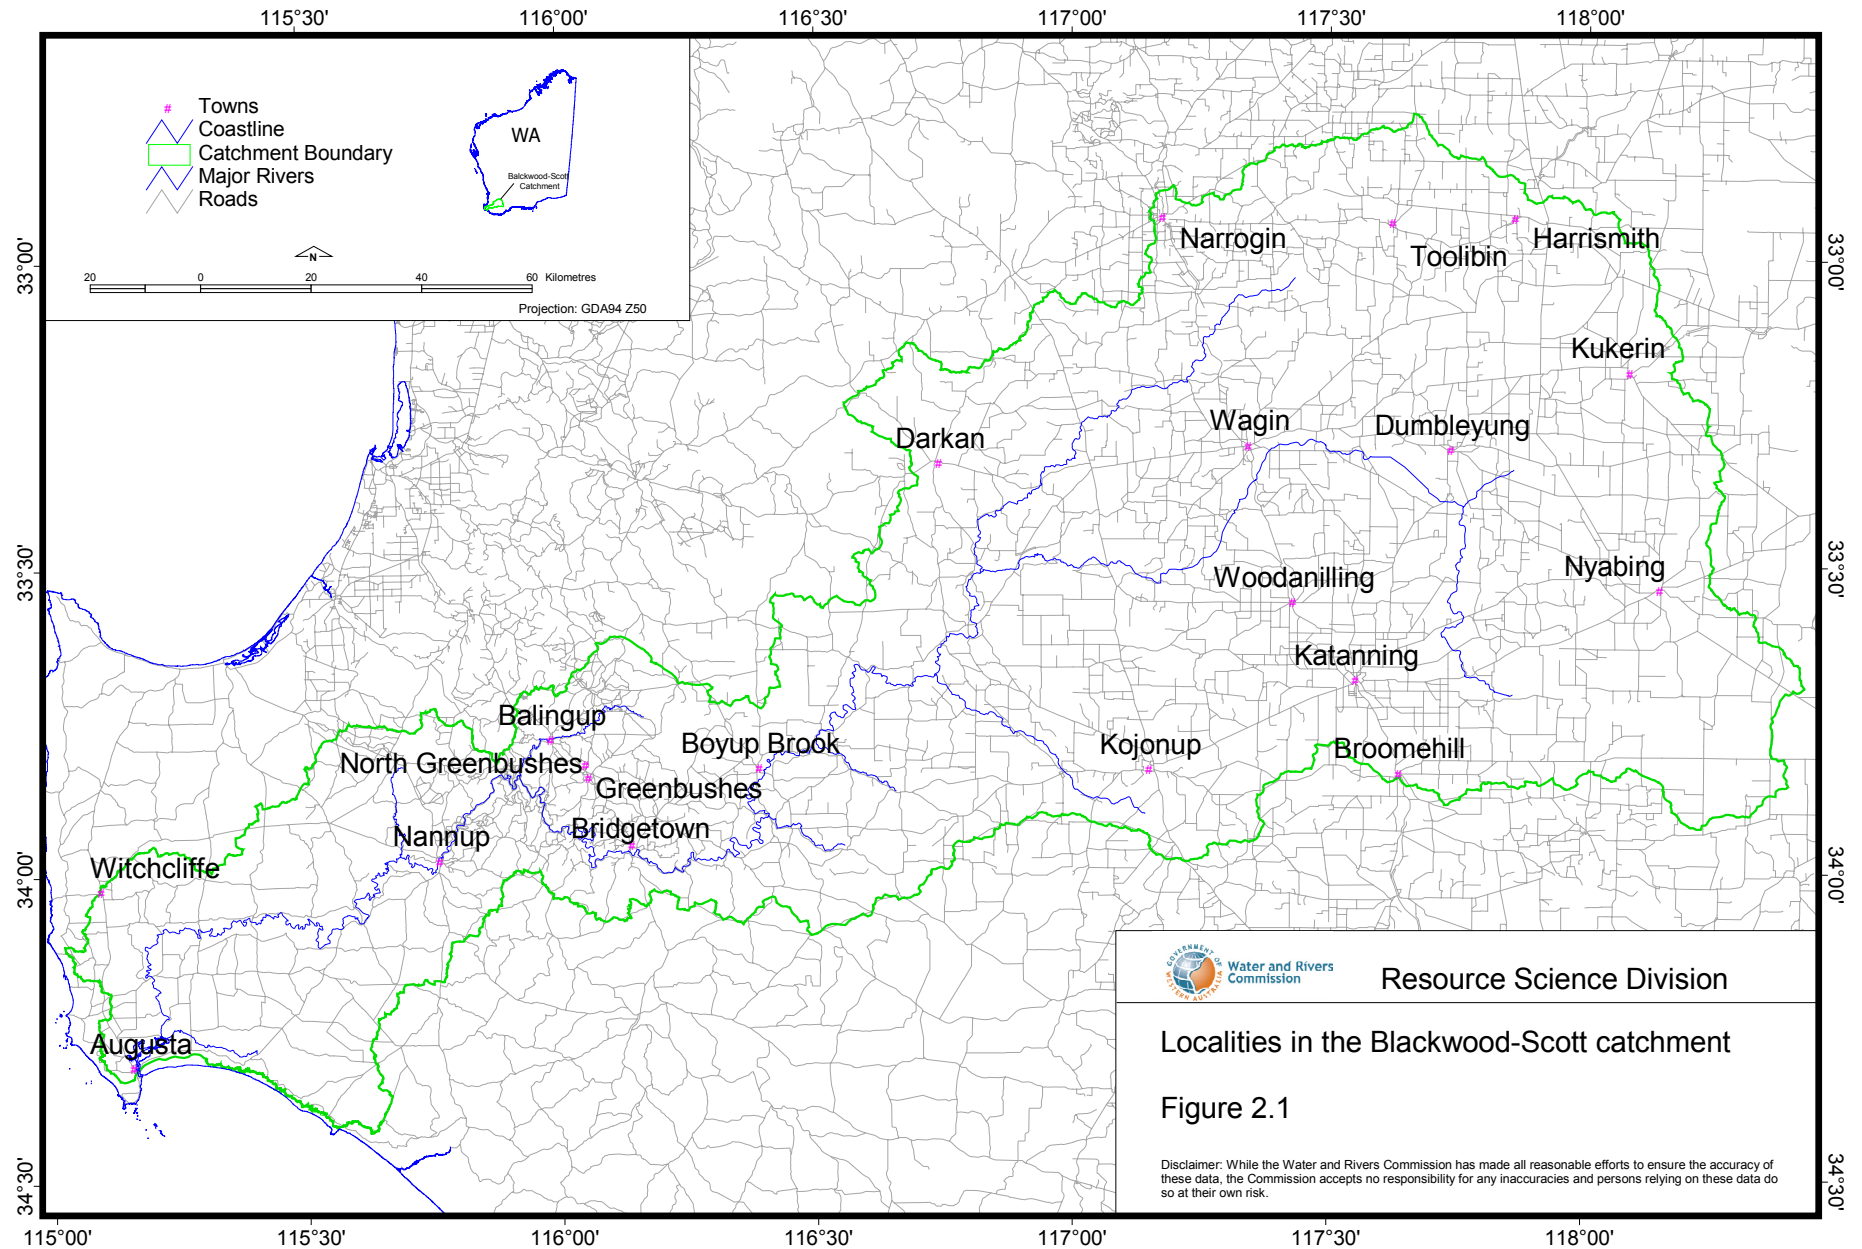 115°30' 116°00' 116°30' 117°00' 117°30' 118°00'
# Towns
Coastline
Catchment Boundary
Major Rivers
Roads
WA
Balckwood-Scott
Catchment
N
20 0 20 40 60 Kilometres
Projection: GDA94 Z50
33°00'
33°00'
Narrogin
Toolibin
Harrismith
Kukerin
Darkan
Wagin
Dumbleyung
33°30'
33°30'
Woodanilling
Nyabing
Katanning
Balingup
Boyup Brook
Kojonup
Broomehill
North Greenbushes
Greenbushes
Nannup
Bridgetown
Witchcliffe
34°00'
34°00'
Augusta
GOVERNMENT OF WESTERN AUSTRALIA
Water and Rivers
Commission
Resource Science Division
Localities in the Blackwood-Scott catchment
Figure 2.1
Disclaimer: While the Water and Rivers Commission has made all reasonable efforts to ensure the accuracy of
these data, the Commission accepts no responsibility for any inaccuracies and persons relying on these data do
so at their own risk.
34°30'
34°30'
115°00' 115°30' 116°00' 116°30' 117°00' 117°30' 118°00'